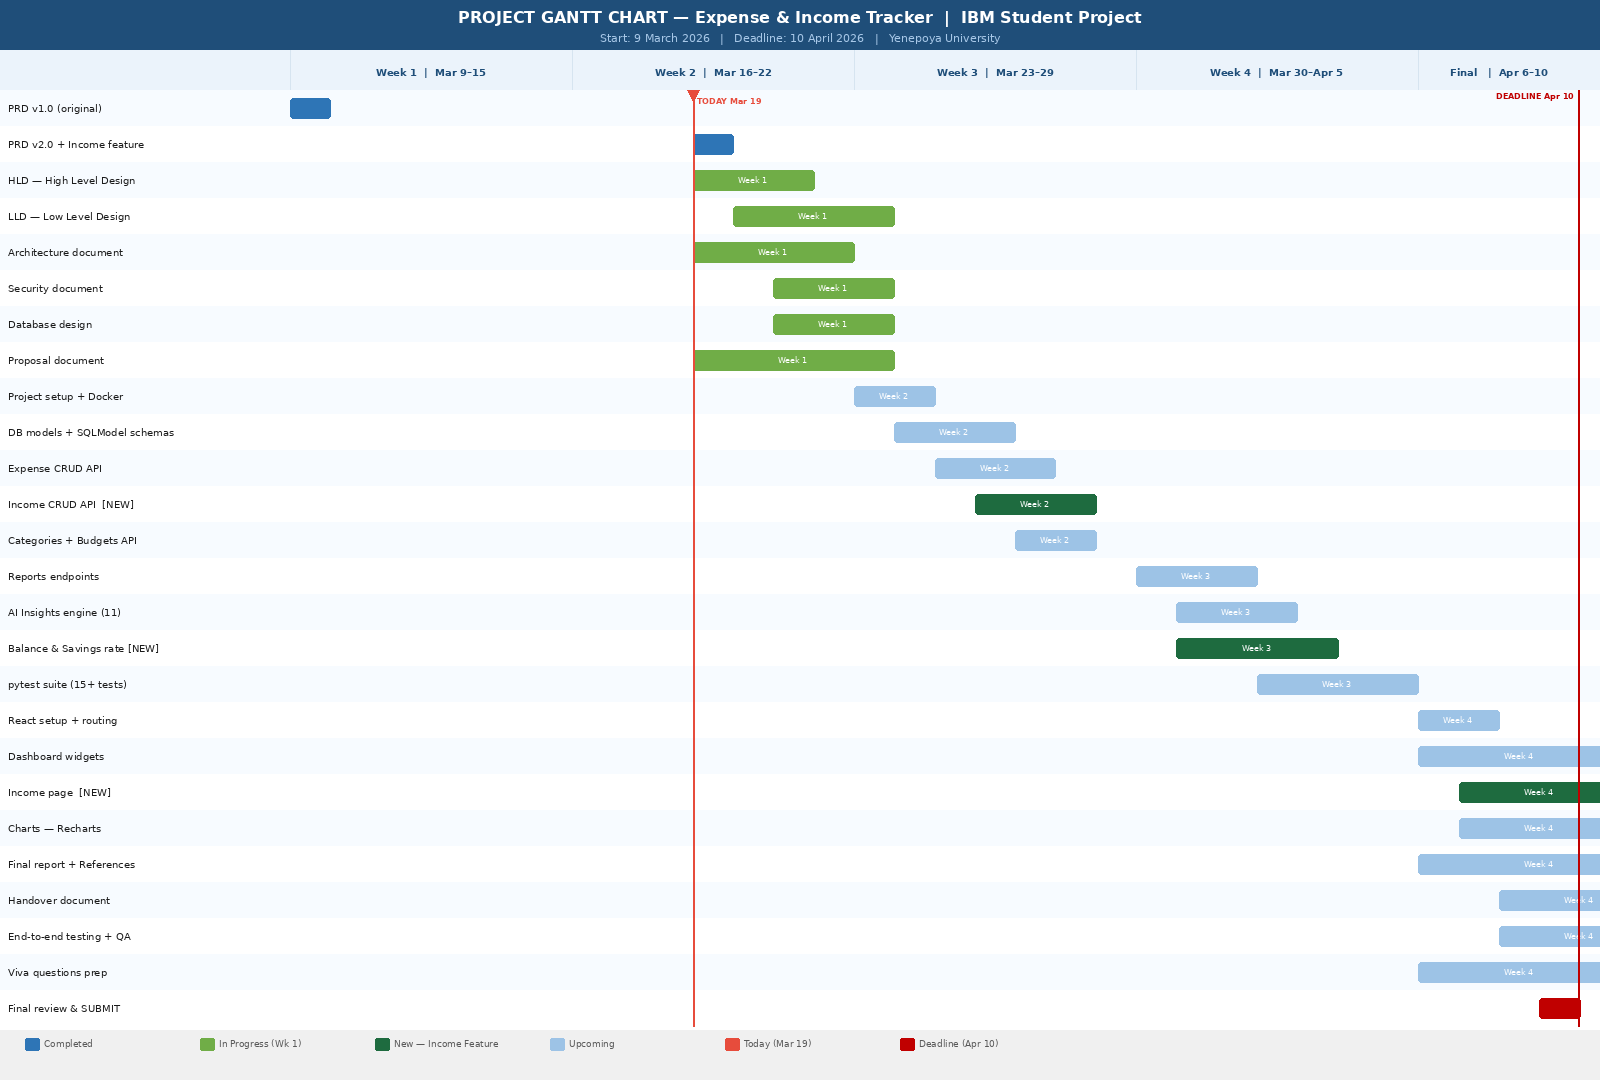 PROJECT GANTT CHART — Expense & Income Tracker | IBM Student Project
Start: 9 March 2026 | Deadline: 10 April 2026 | Yenepoya University
Week 1 | Mar 9–15
Week 2 | Mar 16–22
Week 3 | Mar 23–29
Week 4 | Mar 30–Apr 5
Final | Apr 6–10
TODAY Mar 19
DEADLINE Apr 10
PRD v1.0 (original)
PRD v2.0 + Income feature
HLD — High Level Design
Week 1
LLD — Low Level Design
Week 1
Architecture document
Week 1
Security document
Week 1
Database design
Week 1
Proposal document
Week 1
Project setup + Docker
Week 2
DB models + SQLModel schemas
Week 2
Expense CRUD API
Week 2
Income CRUD API [NEW]
Week 2
Categories + Budgets API
Week 2
Reports endpoints
Week 3
AI Insights engine (11)
Week 3
Balance & Savings rate [NEW]
Week 3
pytest suite (15+ tests)
Week 3
React setup + routing
Week 4
Dashboard widgets
Week 4
Income page [NEW]
Week 4
Charts — Recharts
Week 4
Final report + References
Week 4
Handover document
Week 4
End-to-end testing + QA
Week 4
Viva questions prep
Week 4
Final review & SUBMIT
Completed
In Progress (Wk 1)
New — Income Feature
Upcoming
Today (Mar 19)
Deadline (Apr 10)